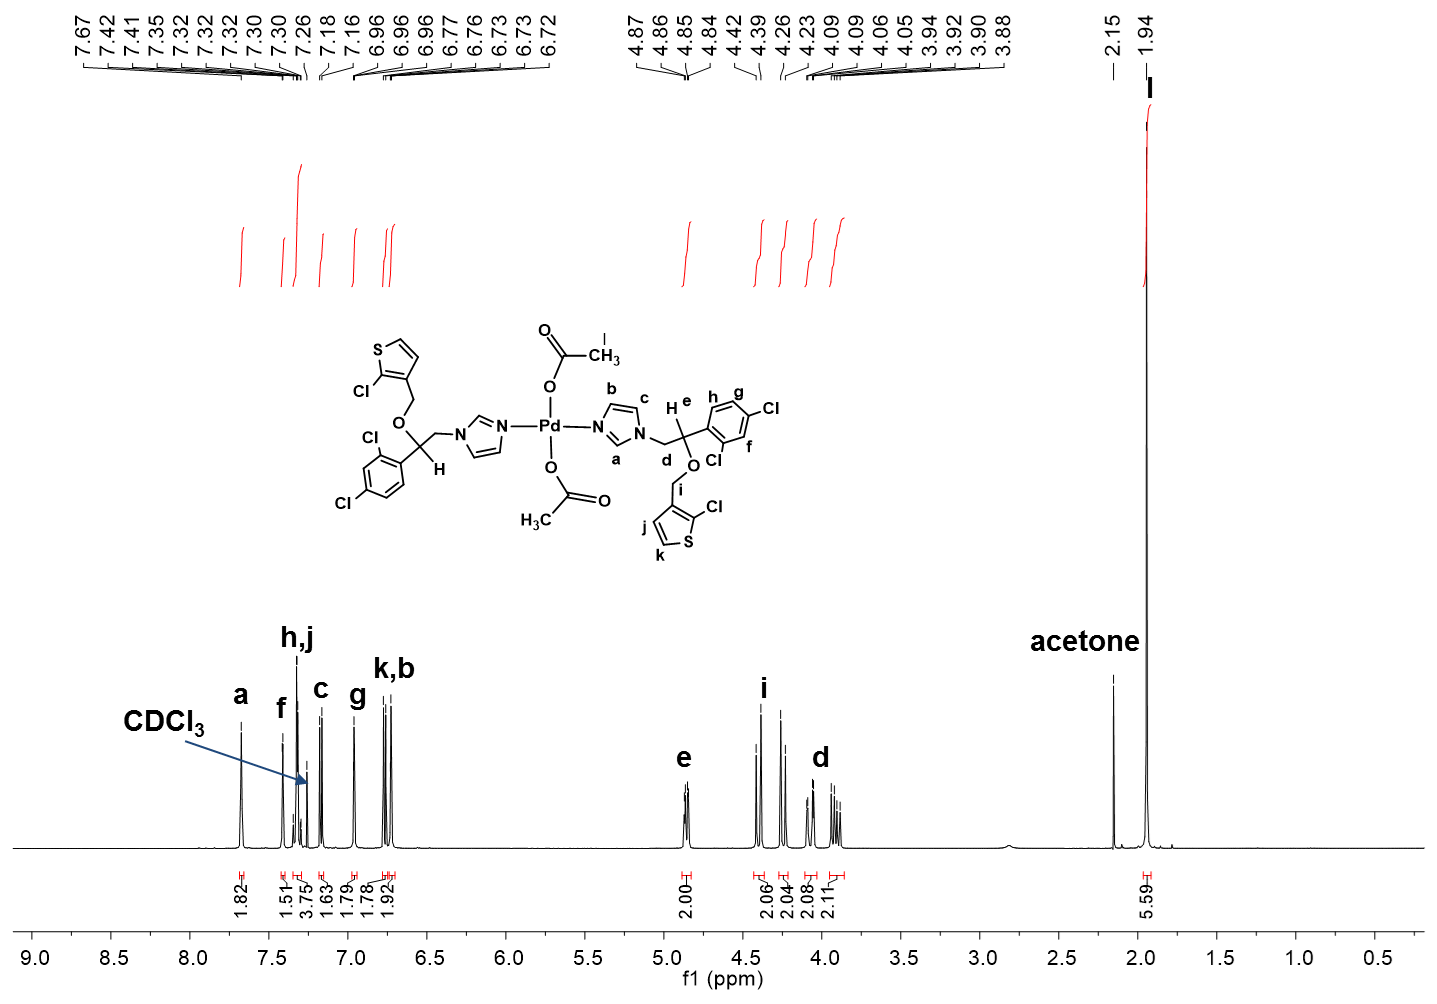 7.67 7.42 7.41 7.35 7.32 7.32 7.32 7.30 7.30 7.26 7.18 7.16 6.96 6.96 6.96 6.77 6.76 6.73 6.73 6.72 4.87 4.86 4.85 4.84 4.42 4.39 4.26 4.23 4.09 4.09 4.06 4.05 3.94 3.92 3.90 3.88 2.15 1.94
l
O l
S CH3
Cl O b c H e h g Cl
O N Pd N
N N
Cl H a d Cl f
O O i
Cl O Cl
H3C j
S
k
h,j acetone
k,b
a f c g i
CDCl3
e d
1.82 1.51 3.75 1.63 1.79 1.78 1.92 2.00 2.06 2.04 2.08 2.11 5.59
9.0 8.5 8.0 7.5 7.0 6.5 6.0 5.5 5.0 4.5 4.0 3.5 3.0 2.5 2.0 1.5 1.0 0.5
f1 (ppm)